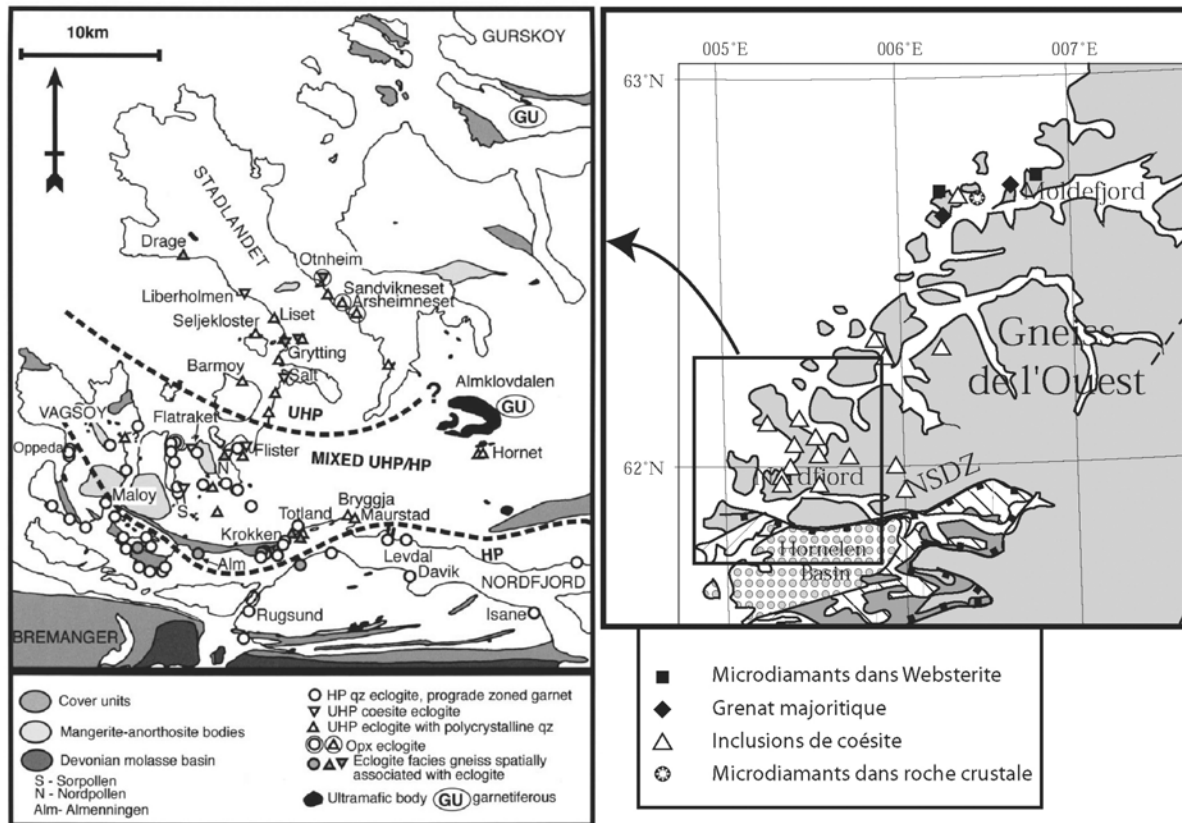 10km
GURSKOY
GU
STADLANDET
Drage
Otnheim
Liberholmen
Sandvikneset
Arsheimneset
Seljekloster
Liset
Grytting
Barmoy
Salt
?
Almklovdalen
GU
VAGSOY
Flatraket
UHP
Oppedal
?
Flister
N
MIXED UHP/HP
Hornet
Maloy
S
Bryggja
Totland
Maurstad
Krokken
HP
Alm
Levdal
Davik
NORDFJORD
Rugsund
Isane
BREMANGER
Cover units
Mangerite-anorthosite bodies
Devonian molasse basin
S - Sorpollen
N - Nordpollen
Alm- Almenningen
HP qz eclogite, prograde zoned garnet
UHP coesite eclogite
UHP eclogite with polycrystalline qz
Opx eclogite
Eclogite facies gneiss spatially
associated with eclogite
Ultramafic body GU garnetiferous
005°E 006°E 007°E
63°N
Moldefjord
Gneiss
de l'Ouest
62°N
Nordfjord
NSDZ
Hornelen
Basin
Microdiamants dans Websterite
Grenat majoritique
Inclusions de coésite
Microdiamants dans roche crustale